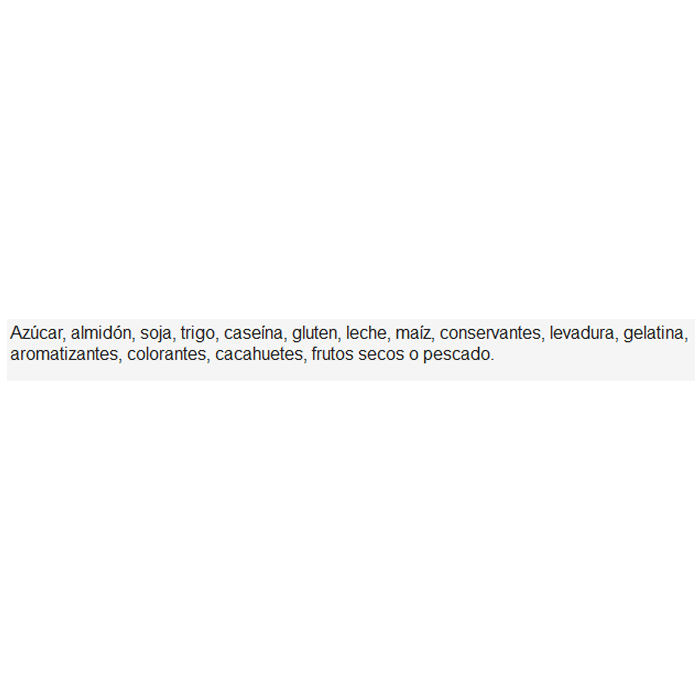 Azúcar, almidón, soja, trigo, caseína, gluten, leche, maíz, conservantes, levadura, gelatina,
aromatizantes, colorantes, cacahuetes, frutos secos o pescado.